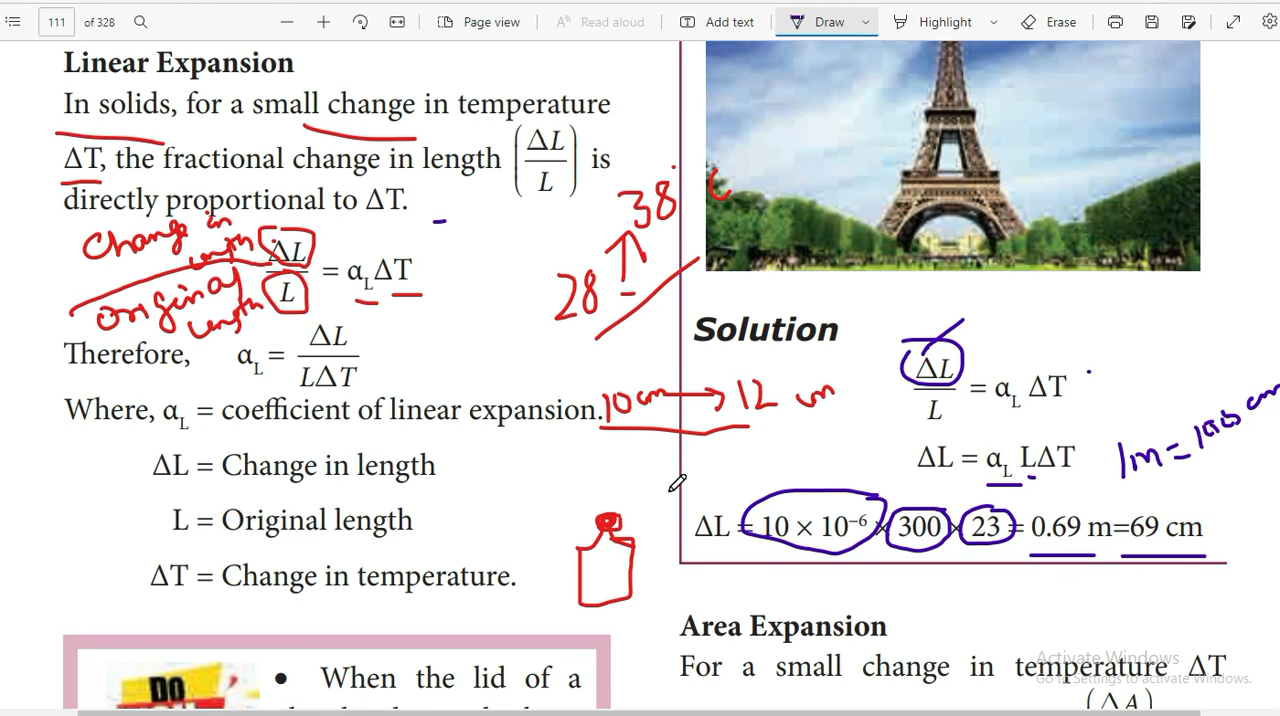 111 of 328
Page view
Read aloud
Add text
Draw
Highlight
Erase
Linear Expansion
In solids, for a small change in temperature
ΔT, the fractional change in length (ΔL/L) is
directly proportional to ΔT.
Change in length
original length
ΔL/L = α_L ΔT
28 → 38° C
Therefore, α_L = ΔL/LΔT
Where, α_L = coefficient of linear expansion.
10 cm → 12 cm
ΔL = Change in length
L = Original length
ΔT = Change in temperature.
DO
• When the lid of a
Solution
ΔL/L = α_L ΔT
ΔL = α_L LΔT
1m =
ΔL = 10 × 10⁻⁶ × 300 × 23 = 0.69 m=69 cm
Area Expansion
For a small change in temperature ΔT
(ΔA)
Activate Windows
Go to Settings to activate Windows.